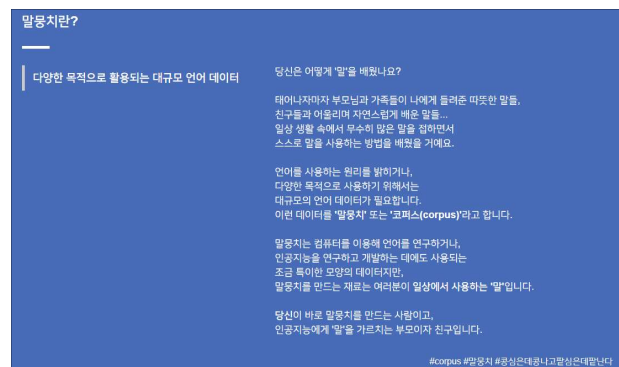 말뭉치란?
다양한 목적으로 활용되는 대규모 언어 데이터
당신은 어떻게 '말'을 배웠나요?
태어나자마자 부모님과 가족들이 나에게 들려준 따뜻한 말들,
친구들과 어울리며 자연스럽게 배운 말들...
일상 생활 속에서 무수히 많은 말을 접하면서
스스로 말을 사용하는 방법을 배웠을 거예요.
언어를 사용하는 원리를 밝히거나,
다양한 목적으로 사용하기 위해서는
대규모의 언어 데이터가 필요합니다.
이런 데이터를 '말뭉치' 또는 '코퍼스(corpus)'라고 합니다.
말뭉치는 컴퓨터를 이용해 언어를 연구하거나,
인공지능을 연구하고 개발하는 데에도 사용되는
조금 특이한 모양의 데이터지만,
말뭉치를 만드는 재료는 여러분이 일상에서 사용하는 '말'입니다.
당신이 바로 말뭉치를 만드는 사람이고,
인공지능에게 '말'을 가르치는 부모이자 친구입니다.
#corpus #말뭉치 #콩심은데콩나고팥심은데팥난다